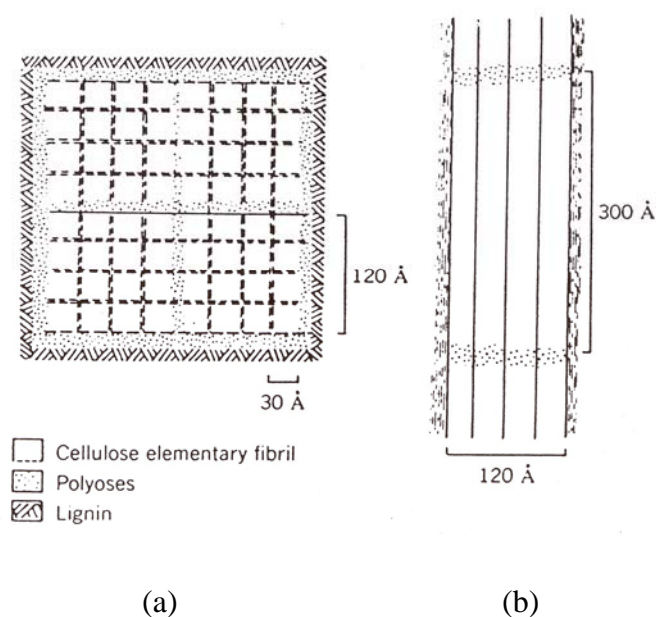 120 Å
30 Å
Cellulose elementary fibril
Polyoses
Lignin
300 Å
120 Å
(a)
(b)